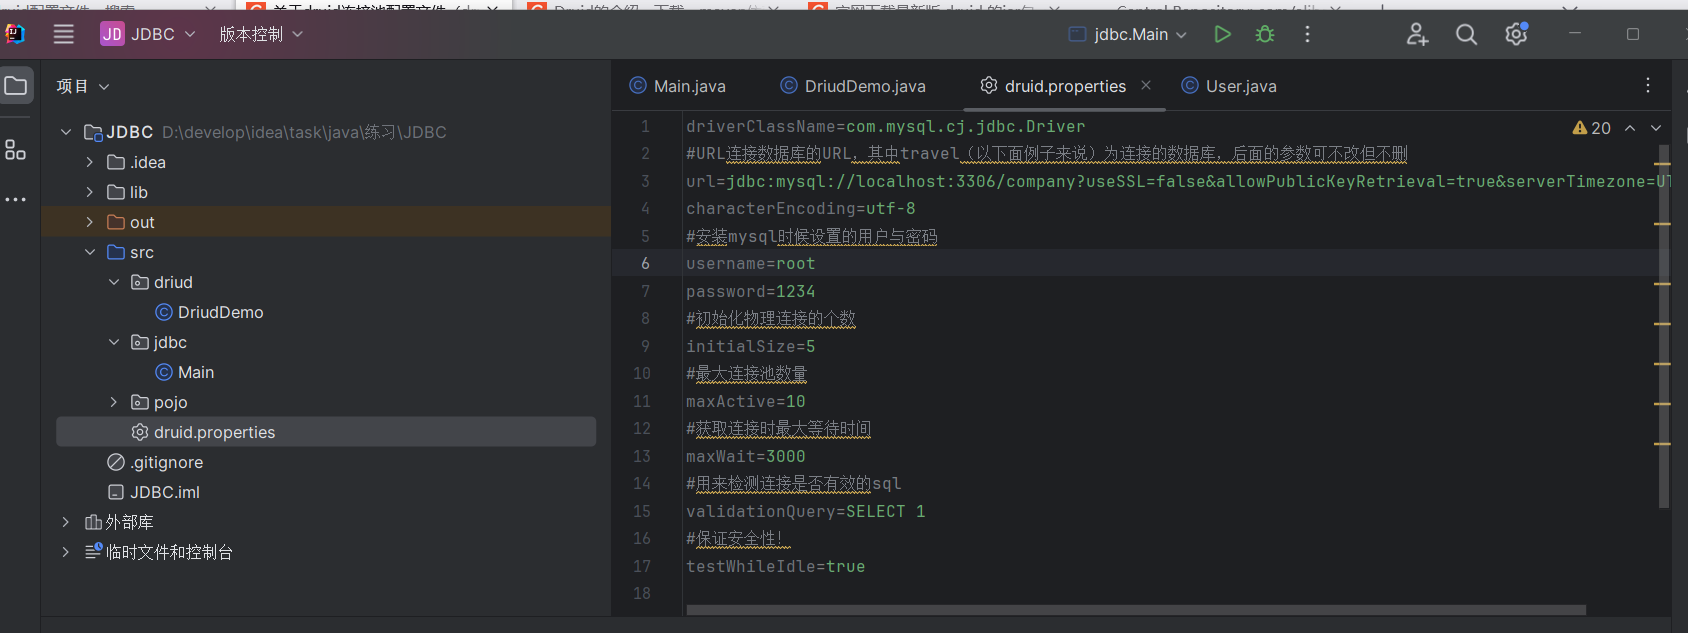 JD JDBC 版本控制 jdbc.Main
项目
Main.java DriudDemo.java druid.properties User.java
JDBC D:\develop\idea\task\java\练习\JDBC
.idea
lib
out
src
driud
DriudDemo
jdbc
Main
pojo
druid.properties
.gitignore
JDBC.iml
外部库
临时文件和控制台
20
1 driverClassName=com.mysql.cj.jdbc.Driver
2 #URL连接数据库的URL，其中travel（以下面例子来说）为连接的数据库，后面的参数可不改但不删
3 url=jdbc:mysql://localhost:3306/company?useSSL=false&allowPublicKeyRetrieval=true&serverTimezone=UT
4 characterEncoding=utf-8
5 #安装mysql时候设置的用户与密码
6 username=root
7 password=1234
8 #初始化物理连接的个数
9 initialSize=5
10 #最大连接池数量
11 maxActive=10
12 #获取连接时最大等待时间
13 maxWait=3000
14 #用来检测连接是否有效的sql
15 validationQuery=SELECT 1
16 #保证安全性！
17 testWhileIdle=true
18